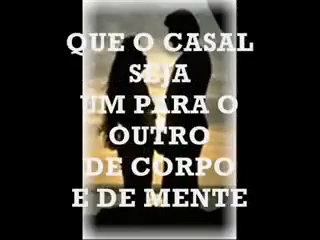 QUE O CASAL
SEJA
UM PARA O
OUTRO
DE CORPO
E DE MENTE